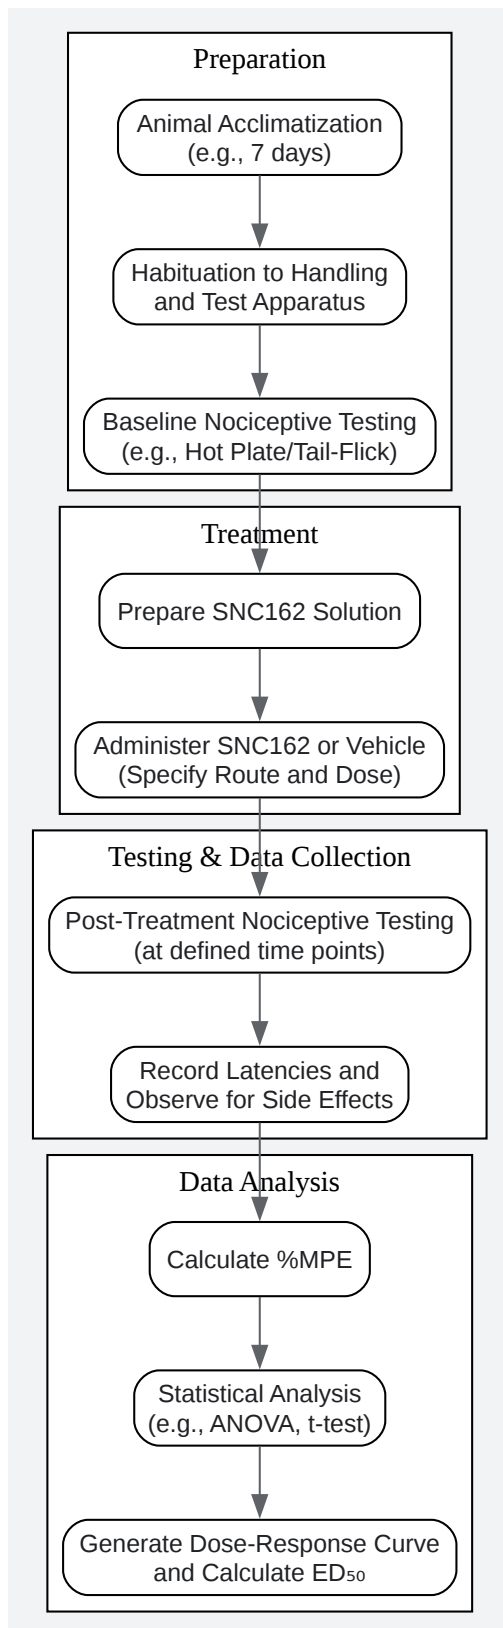 Preparation
Animal Acclimatization
(e.g., 7 days)
Habituation to Handling
and Test Apparatus
Baseline Nociceptive Testing
(e.g., Hot Plate/Tail-Flick)
Treatment
Prepare SNC162 Solution
Administer SNC162 or Vehicle
(Specify Route and Dose)
Testing & Data Collection
Post-Treatment Nociceptive Testing
(at defined time points)
Record Latencies and
Observe for Side Effects
Data Analysis
Calculate %MPE
Statistical Analysis
(e.g., ANOVA, t-test)
Generate Dose-Response Curve
and Calculate ED₅₀